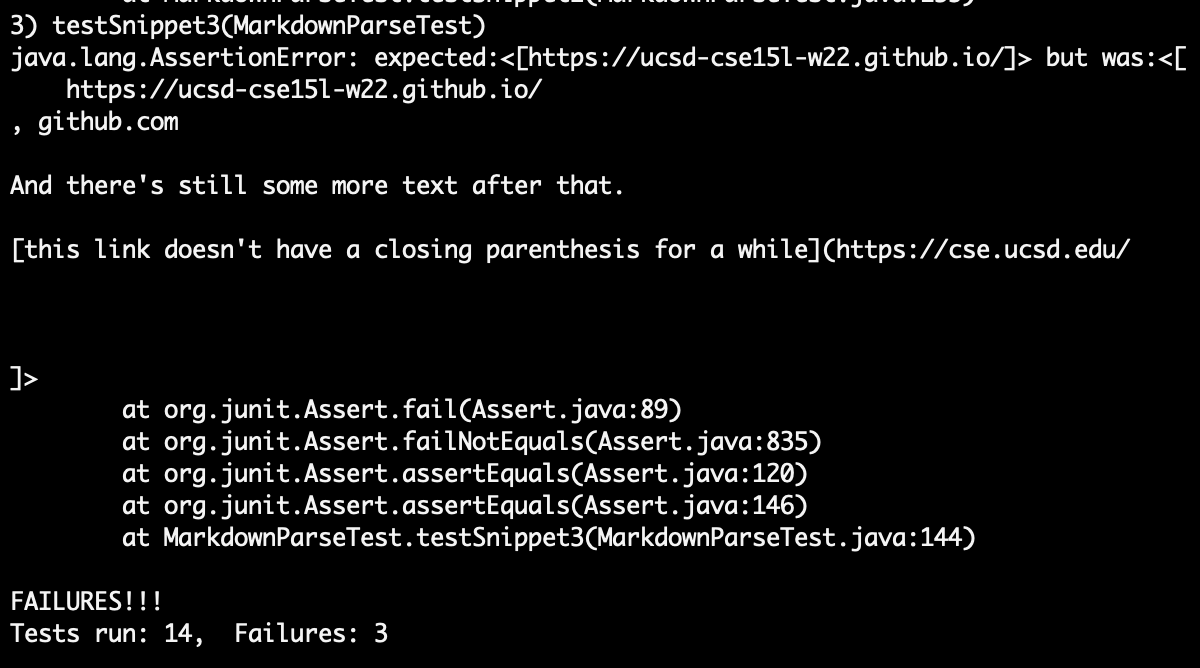 3) testSnippet3(MarkdownParseTest)
java.lang.AssertionError: expected:<[https://ucsd-cse15l-w22.github.io/]> but was:<[
    https://ucsd-cse15l-w22.github.io/
, github.com

And there's still some more text after that.

[this link doesn't have a closing parenthesis for a while](https://cse.ucsd.edu/



]>
        at org.junit.Assert.fail(Assert.java:89)
        at org.junit.Assert.failNotEquals(Assert.java:835)
        at org.junit.Assert.assertEquals(Assert.java:120)
        at org.junit.Assert.assertEquals(Assert.java:146)
        at MarkdownParseTest.testSnippet3(MarkdownParseTest.java:144)

FAILURES!!!
Tests run: 14,  Failures: 3